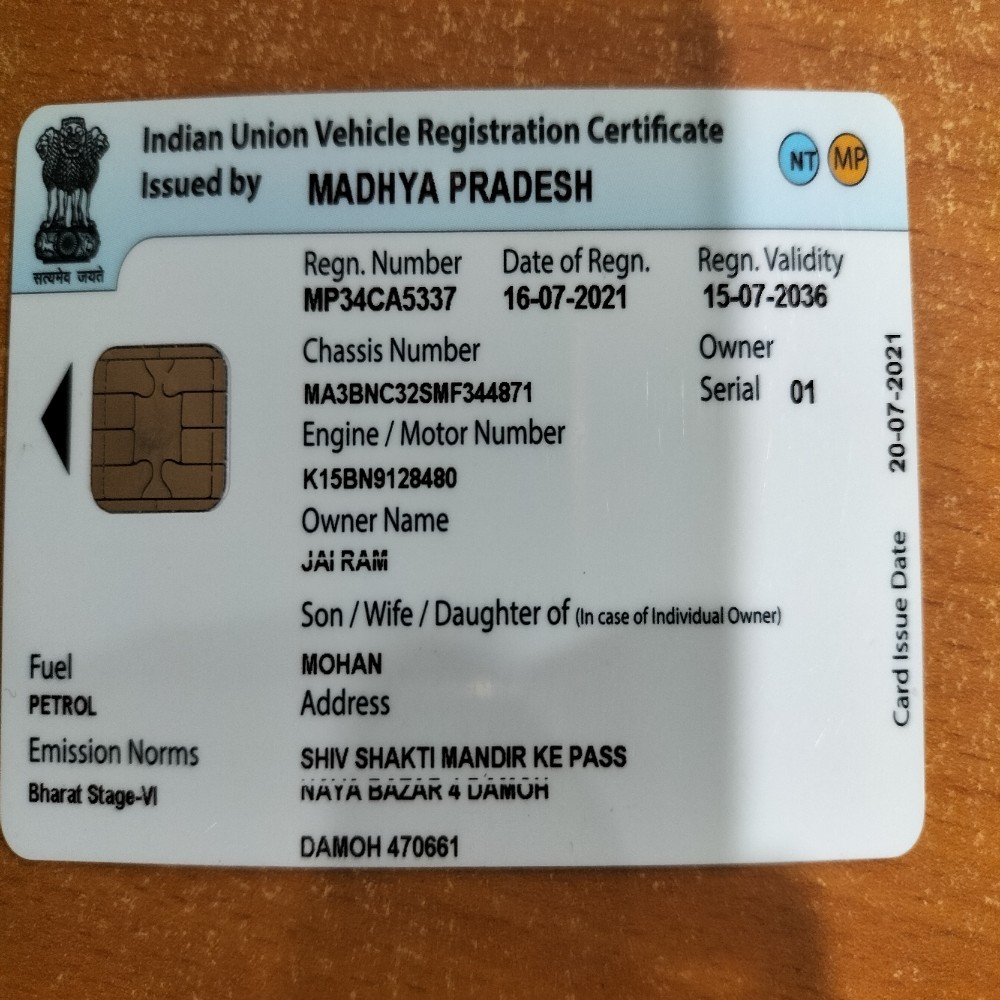 Indian Union Vehicle Registration Certificate
Issued by MADHYA PRADESH
NT MP
सत्यमेव जयते
Regn. Number Date of Regn. Regn. Validity
MP34CA5337 16-07-2021 15-07-2036
Chassis Number Owner
MA3BNC32SMF344871 Serial 01
Engine / Motor Number
K15BN9128480
Owner Name
JAI RAM
Son / Wife / Daughter of (In case of Individual Owner)
Fuel MOHAN
PETROL Address
Emission Norms SHIV SHAKTI MANDIR KE PASS
Bharat Stage-VI NAYA BAZAR 4 DAMOH
DAMOH 470661
Card Issue Date 20-07-2021